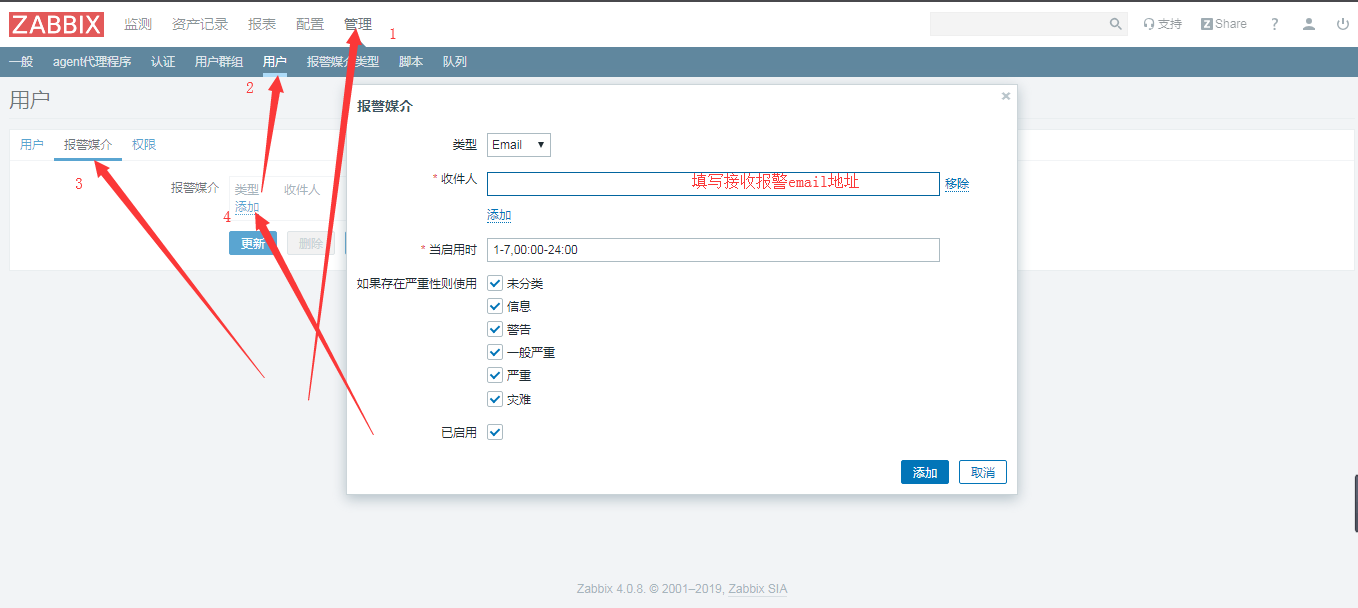 ZABBIX 监测 资产记录 报表 配置 管理 支持 Z Share ?
1
一般 agent代理程序 认证 用户群组 用户 报警媒介类型 脚本 队列
2
用户
报警媒介
用户 报警媒介 权限
3
类型 Email
报警媒介 类型 收件人
* 收件人 填写接收报警email地址 移除
添加
4
添加
更新 删除
* 当启用时 1-7,00:00-24:00
如果存在严重性则使用 未分类
信息
警告
一般严重
严重
灾难
已启用
添加 取消
Zabbix 4.0.8. © 2001–2019, Zabbix SIA